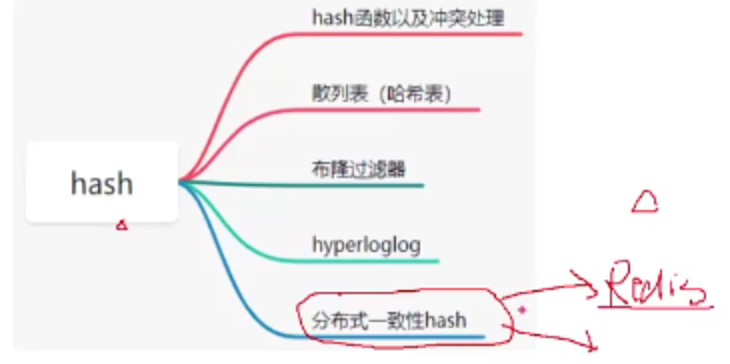 hash函数以及冲突处理
散列表（哈希表）
布隆过滤器
hash
hyperloglog
Redis
分布式一致性hash